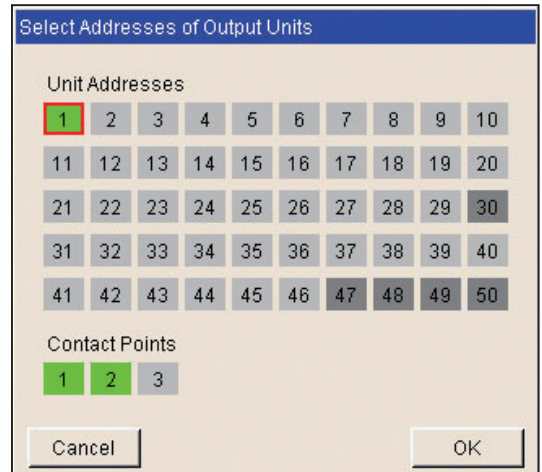 Select Addresses of Output Units
Unit Addresses
1 2 3 4 5 6 7 8 9 10
11 12 13 14 15 16 17 18 19 20
21 22 23 24 25 26 27 28 29 30
31 32 33 34 35 36 37 38 39 40
41 42 43 44 45 46 47 48 49 50
Contact Points
1 2 3
Cancel OK